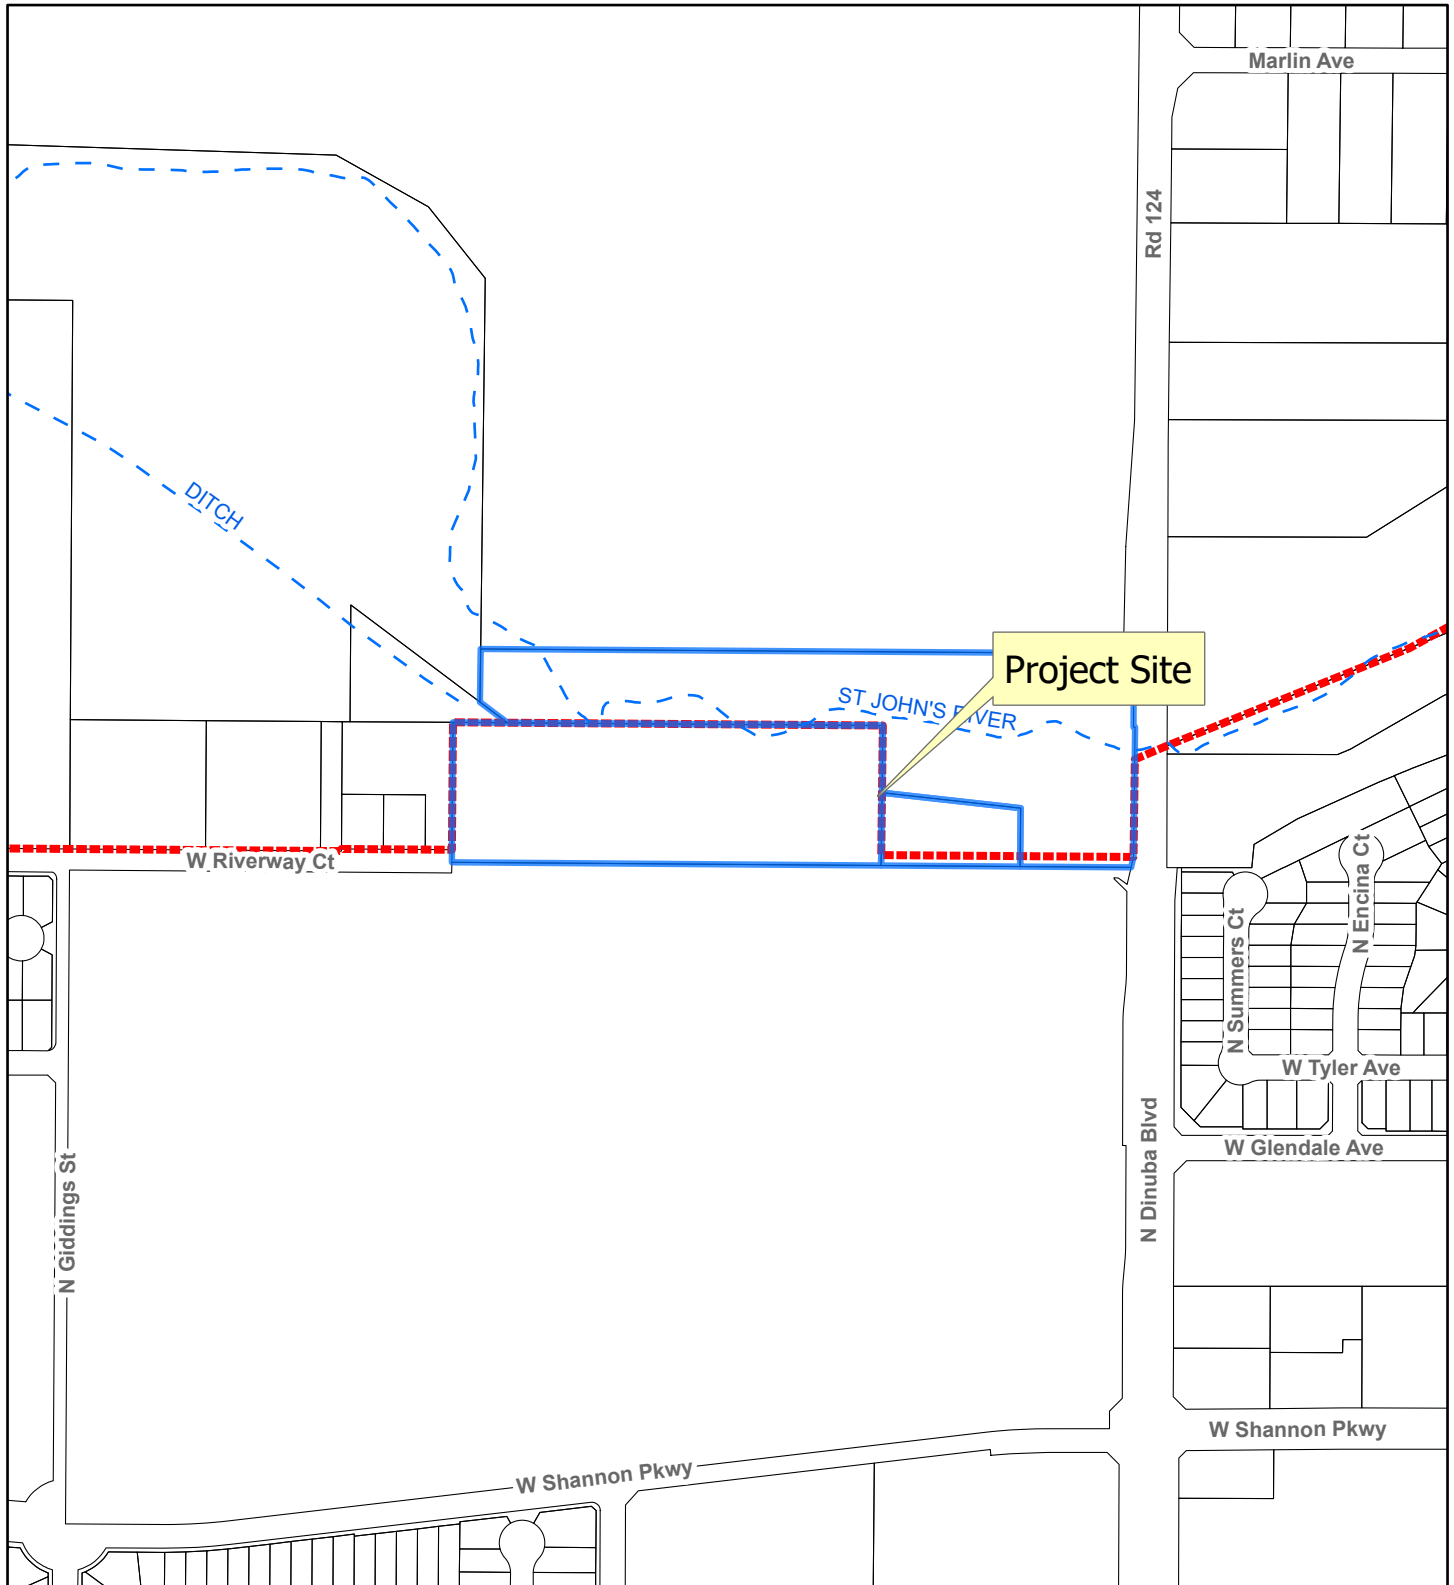 Marlin Ave
Rd 124
DITCH
Project Site
ST JOHN'S RIVER
W Riverway Ct
N Encina Ct
N Summers Ct
W Tyler Ave
N Dinuba Blvd
W Glendale Ave
N Giddings St
W Shannon Pkwy
W Shannon Pkwy